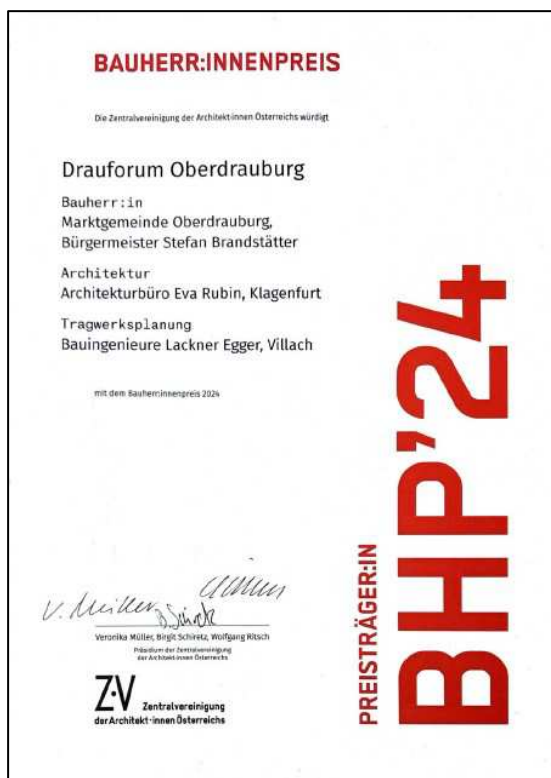 BAUHERR:INNENPREIS
Die Zentralvereinigung der Architekt:innen Österreichs würdigt
Drauforum Oberdrauburg
Bauherr:in
Marktgemeinde Oberdrauburg,
Bürgermeister Stefan Brandstätter
Architektur
Architekturbüro Eva Rubin, Klagenfurt
Tragwerksplanung
Bauingenieure Lackner Egger, Villach
mit dem Bauherr:innenpreis 2024
V. Müller
B. Schiretz
Veronika Müller, Birgit Schiretz, Wolfgang Ritsch
Präsidium der Zentralvereinigung
der Architekt:innen Österreichs
Z·V Zentralvereinigung
der Architekt·innen Österreichs
PREISTRÄGER:IN
BHP'24